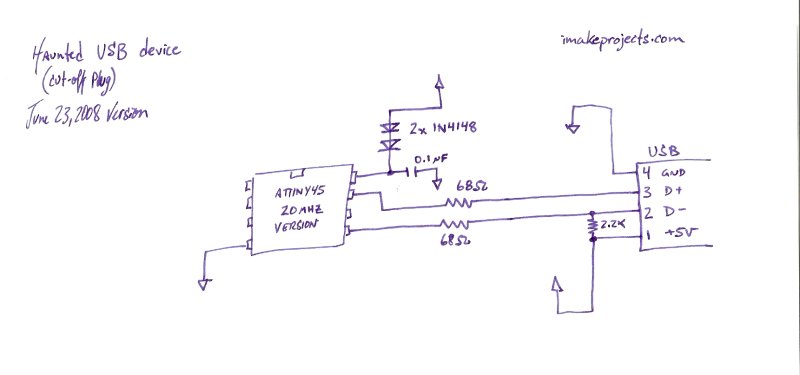 Haunted USB device
(cut-off plug)
June 23, 2008 Version
imakeprojects.com
2x 1N4148
0.1µF
ATTINY45
20MHZ
VERSION
68Ω
68Ω
2.2K
USB
4 GND
3 D+
2 D-
1 +5V